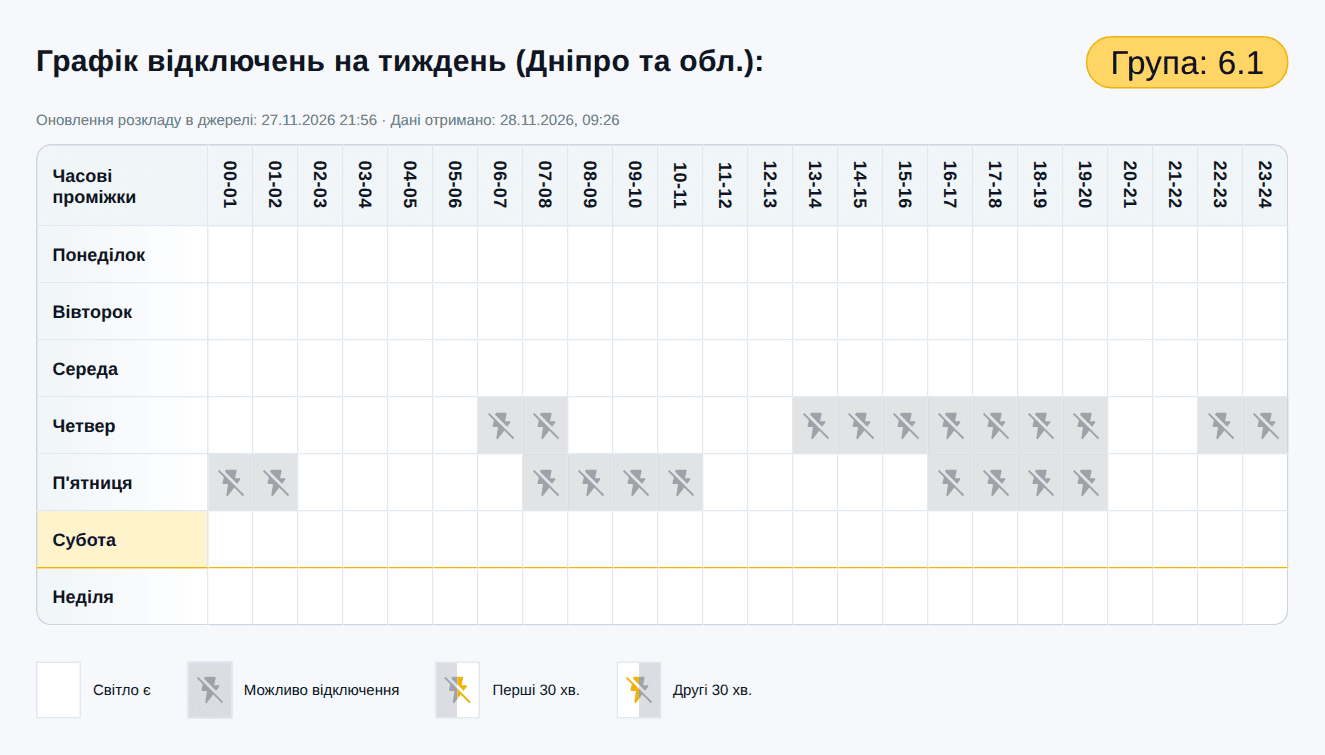 Графік відключень на тиждень (Дніпро та обл.):
Група: 6.1
Оновлення розкладу в джерелі: 27.11.2026 21:56 · Дані отримано: 28.11.2026, 09:26
Часові
проміжки
00-01
01-02
02-03
03-04
04-05
05-06
06-07
07-08
08-09
09-10
10-11
11-12
12-13
13-14
14-15
15-16
16-17
17-18
18-19
19-20
20-21
21-22
22-23
23-24
Понеділок
Вівторок
Середа
Четвер
П'ятниця
Субота
Неділя
Світло є
Можливо відключення
Перші 30 хв.
Другі 30 хв.